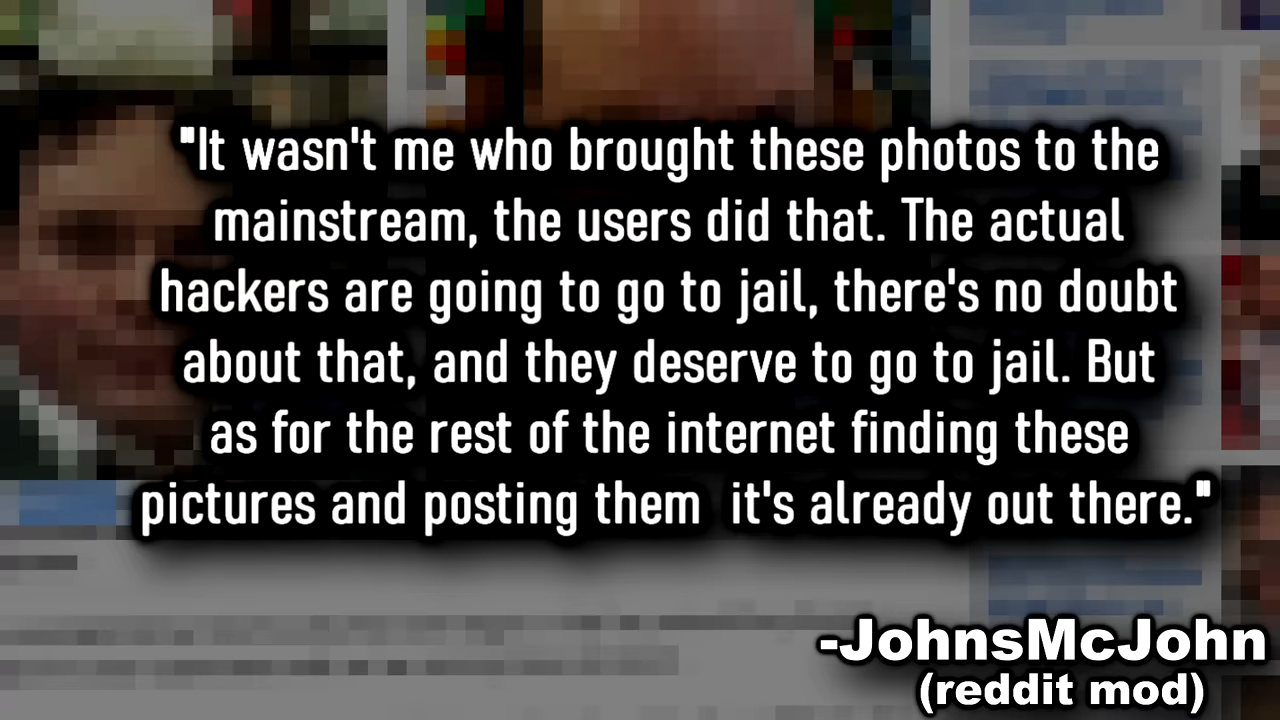 "It wasn't me who brought these photos to the
mainstream, the users did that. The actual
hackers are going to go to jail, there's no doubt
about that, and they deserve to go to jail. But
as for the rest of the internet finding these
pictures and posting them  it's already out there."
-JohnsMcJohn
(reddit mod)